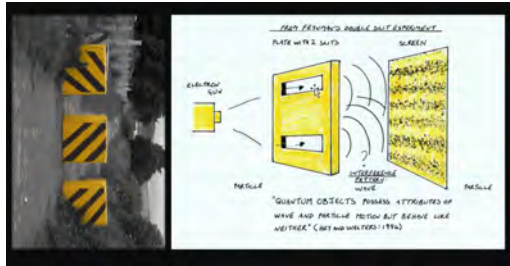 FROM FEYNMAN'S DOUBLE SLIT EXPERIMENT
PLATE WITH 2 SLITS
SCREEN
ELECTRON
GUN
?
INTERFERENCE
PATTERN
WAVE
PARTICLE
PARTICLE
"QUANTUM OBJECTS POSSESS ATTRIBUTES OF
WAVE AND PARTICLE MOTION BUT BEHAVE LIKE
NEITHER" (HEY AND WALTERS: 1996)